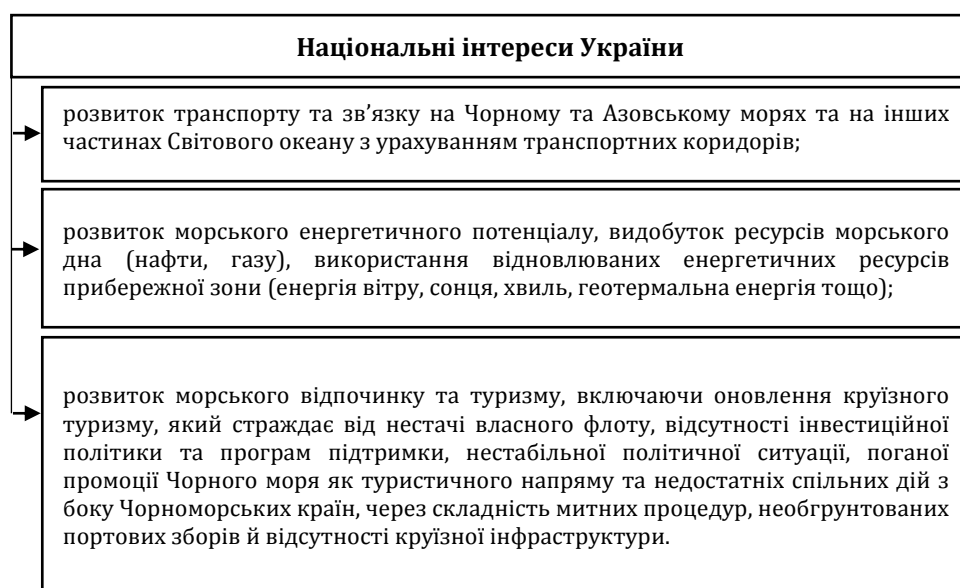 Національні інтереси України
розвиток транспорту та зв’язку на Чорному та Азовському морях та на інших
частинах Світового океану з урахуванням транспортних коридорів;
розвиток морського енергетичного потенціалу, видобуток ресурсів морського
дна (нафти, газу), використання відновлюваних енергетичних ресурсів
прибережної зони (енергія вітру, сонця, хвиль, геотермальна енергія тощо);
розвиток морського відпочинку та туризму, включаючи оновлення круїзного
туризму, який страждає від нестачі власного флоту, відсутності інвестиційної
політики та програм підтримки, нестабільної політичної ситуації, поганої
промоції Чорного моря як туристичного напряму та недостатніх спільних дій з
боку Чорноморських країн, через складність митних процедур, необгрунтованих
портових зборів й відсутності круїзної інфраструктури.